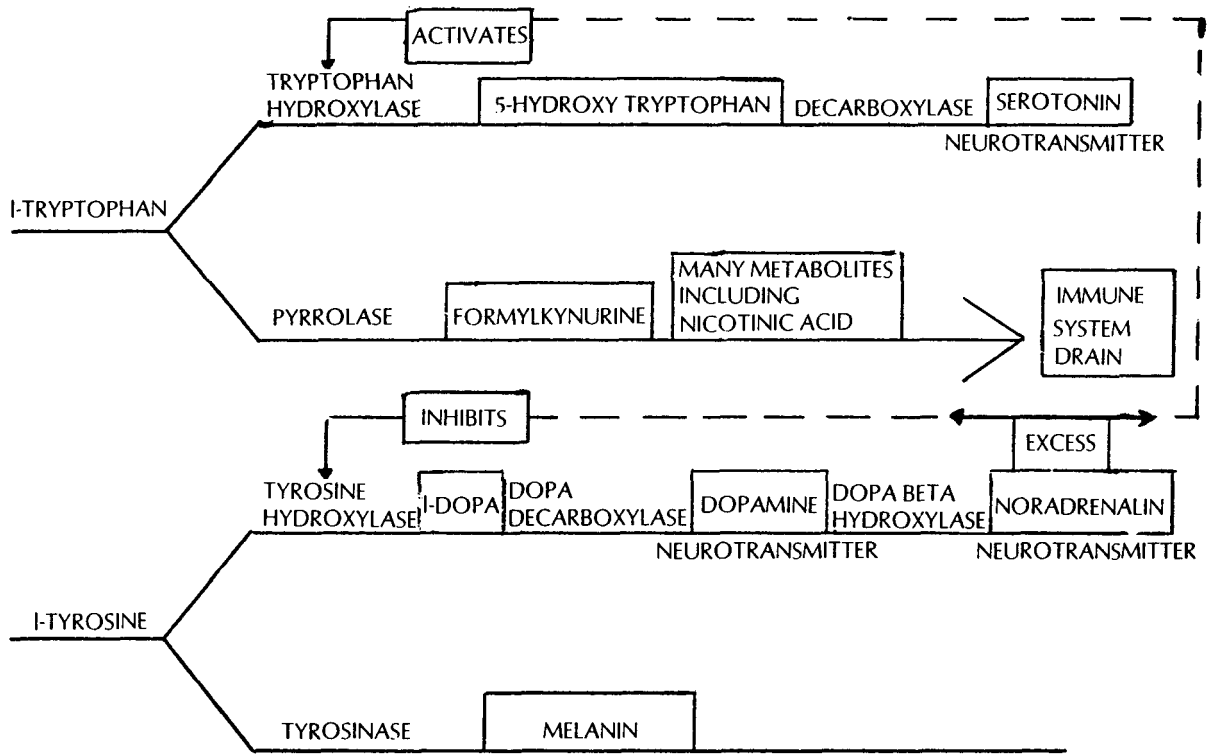 ACTIVATES
TRYPTOPHAN
HYDROXYLASE
5-HYDROXY TRYPTOPHAN
DECARBOXYLASE
SEROTONIN
NEUROTRANSMITTER
l-TRYPTOPHAN
PYRROLASE
FORMYLKYNURINE
MANY METABOLITES
INCLUDING
NICOTINIC ACID
IMMUNE
SYSTEM
DRAIN
INHIBITS
EXCESS
TYROSINE
HYDROXYLASE
l-DOPA
DOPA
DECARBOXYLASE
DOPAMINE
NEUROTRANSMITTER
DOPA BETA
HYDROXYLASE
NORADRENALIN
NEUROTRANSMITTER
l-TYROSINE
TYROSINASE
MELANIN